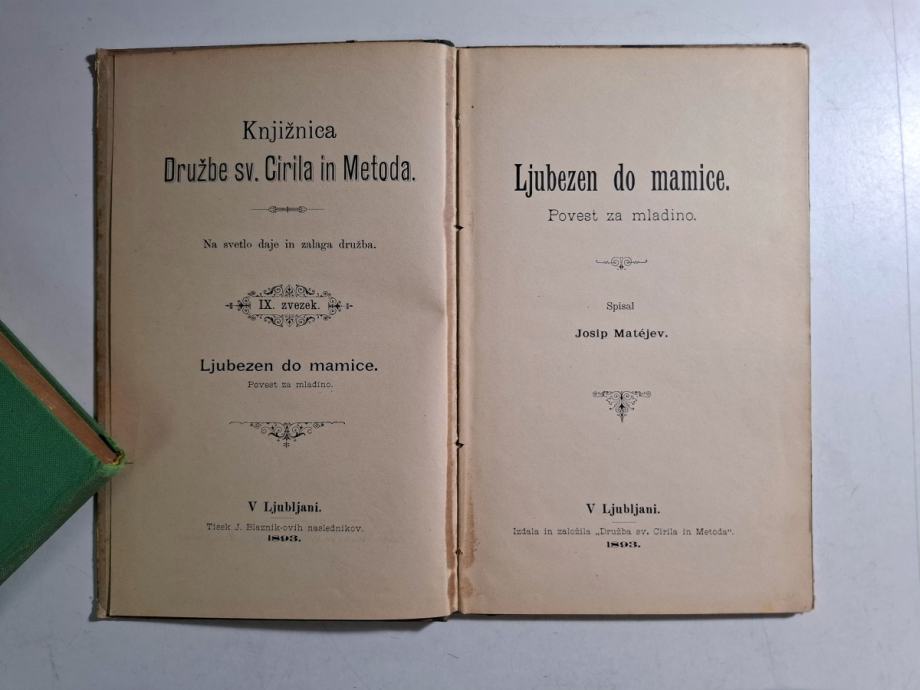 Knjižnica
Družbe sv. Cirila in Metoda.
Na svetlo daje in zalaga družba.
IX. zvezek.
Ljubezen do mamice.
Povest za mladino.
V Ljubljani.
Tisek J. Blaznik-ovih naslednikov.
1893.
Ljubezen do mamice.
Povest za mladino.
Spisal
Josip Matéjev.
V Ljubljani.
Izdala in založila „Družba sv. Cirila in Metoda“.
1893.